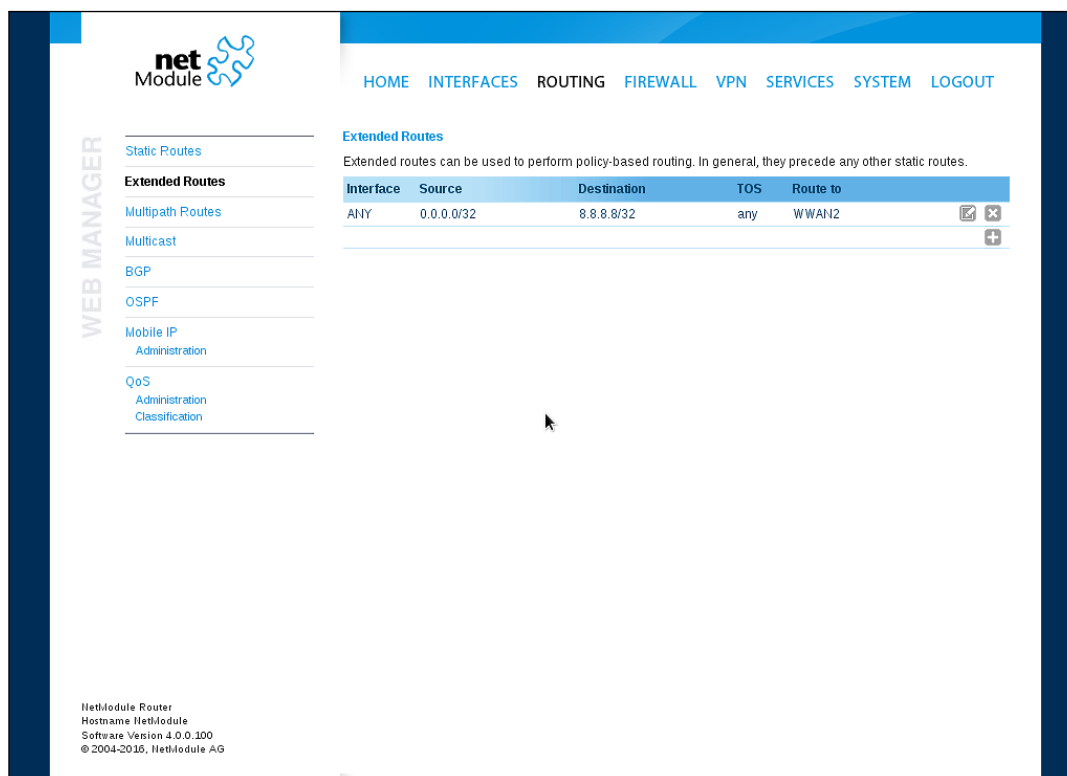 net
Module
HOME INTERFACES ROUTING FIREWALL VPN SERVICES SYSTEM LOGOUT
WEB MANAGER
Static Routes
Extended Routes
Multipath Routes
Multicast
BGP
OSPF
Mobile IP
Administration
QoS
Administration
Classification
Extended Routes
Extended routes can be used to perform policy-based routing. In general, they precede any other static routes.
Interface Source Destination TOS Route to
ANY 0.0.0.0/32 8.8.8.8/32 any WWAN2
NetModule Router
Hostname NetModule
Software Version 4.0.0.100
© 2004-2016, NetModule AG